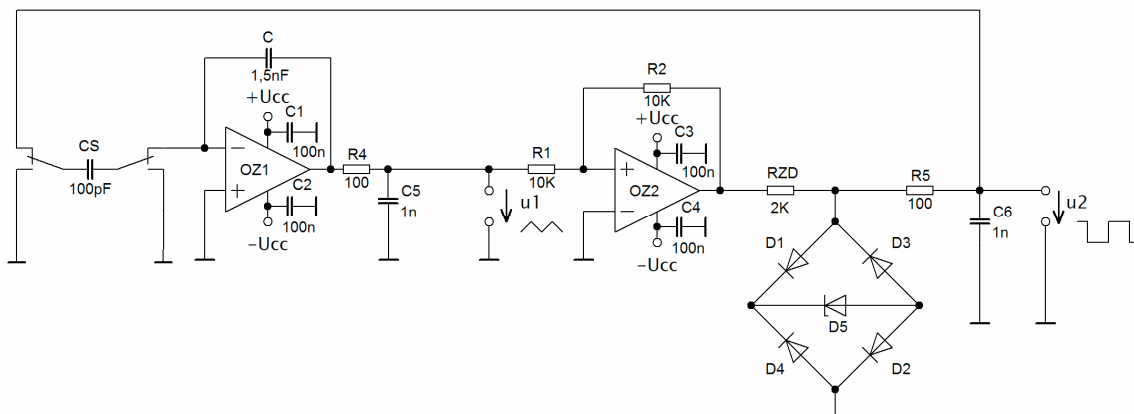 C
1,5nF
+Ucc
C1
100n
CS
100pF
−
OZ1
+
C2
100n
−Ucc
R4
100
C5
1n
u1
R1
10K
R2
10K
+Ucc
C3
100n
+
OZ2
−
C4
100n
−Ucc
RZD
2K
R5
100
C6
1n
u2
D1
D3
D5
D4
D2